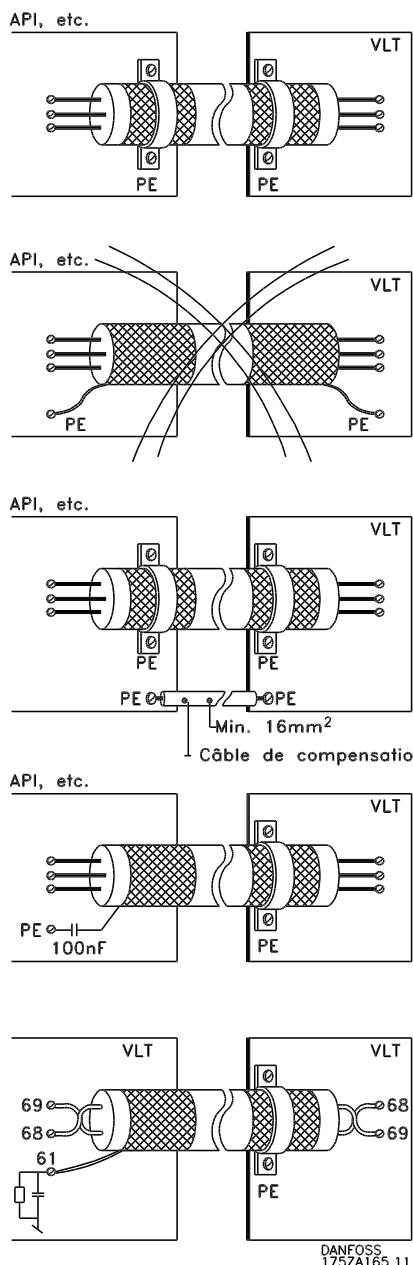 API, etc.
VLT
PE
PE
API, etc.
VLT
PE
PE
API, etc.
VLT
PE
PE
PE
PE
Min. 16mm²
Câble de compensatio
API, etc.
VLT
PE
100nF
PE
VLT
VLT
69
68
68
69
61
PE
DANFOSS
175ZA165.11